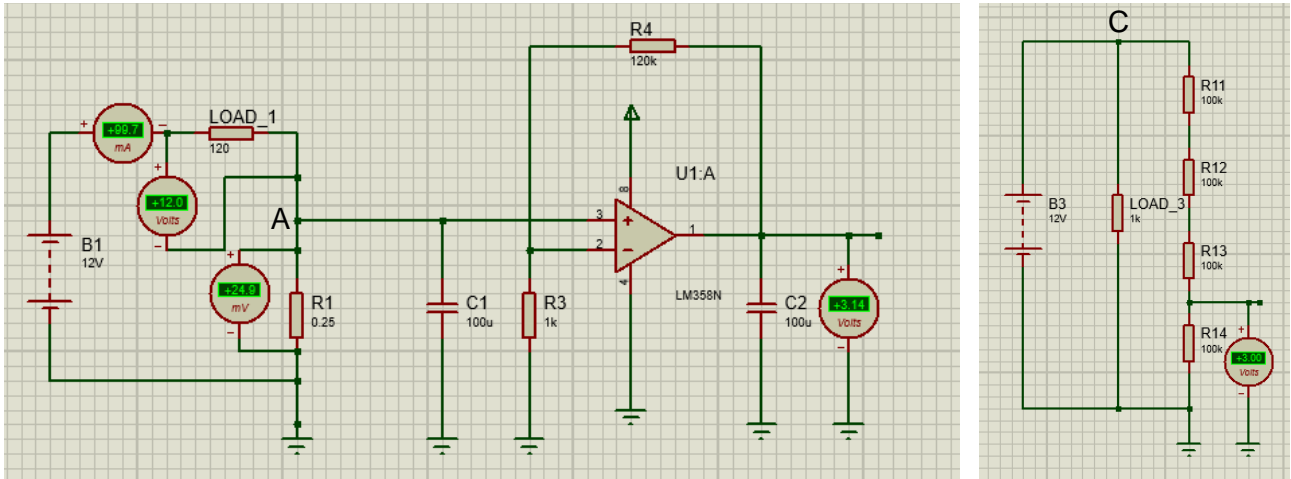 R4
120k
LOAD_1
120
+
+99.7
mA
−
+
+12.0
Volts
−
A
B1
12V
+
+24.9
mV
−
R1
0.25
C1
100u
R3
1k
U1:A
8
3
+
2
−
1
4
LM358N
C2
100u
+
+3.14
Volts
−
C
B3
12V
LOAD_3
1k
R11
100k
R12
100k
R13
100k
R14
100k
+
+3.00
Volts
−